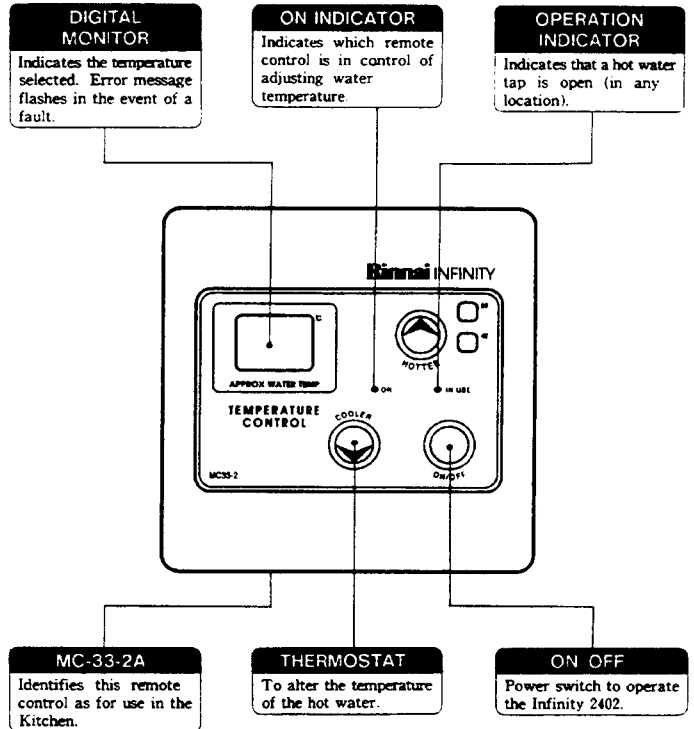 DIGITAL
MONITOR
Indicates the temperature
selected. Error message
flashes in the event of a
fault.
ON INDICATOR
Indicates which remote
control is in control of
adjusting water
temperature.
OPERATION
INDICATOR
Indicates that a hot water
tap is open (in any
location).
Rinnai INFINITY
°C
APPROX WATER TEMP
HOTTER
ON
IN USE
TEMPERATURE
CONTROL
COOLER
ON/OFF
MC33-2
MC-33-2A
Identifies this remote
control as for use in the
Kitchen.
THERMOSTAT
To alter the temperature
of the hot water.
ON OFF
Power switch to operate
the Infinity 2402.